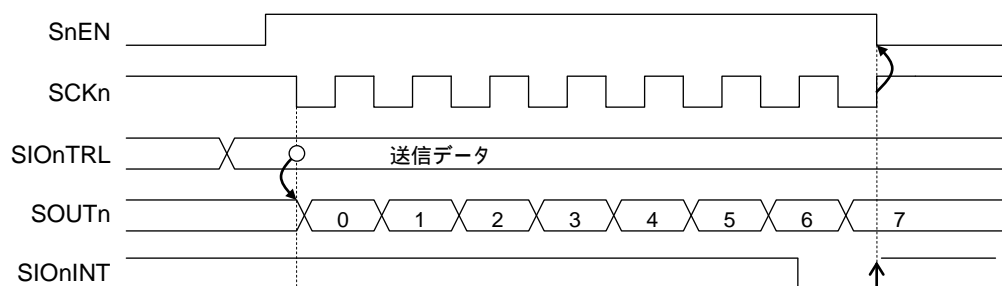 SnEN
SCKn
SIOnTRL 送信データ
SOUTn 0 1 2 3 4 5 6 7
SIOnINT